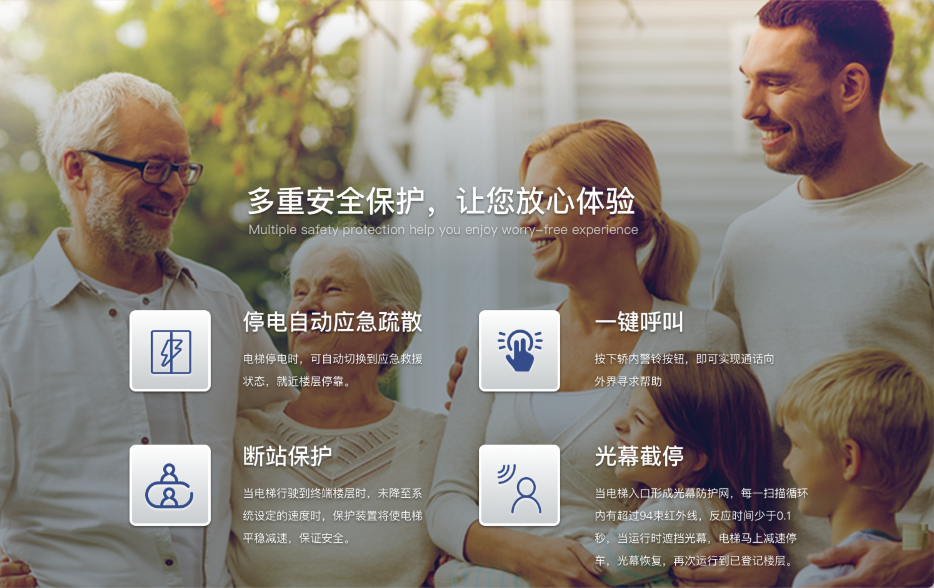 多重安全保护，让您放心体验
Multiple safety protection help you enjoy worry-free experience
停电自动应急疏散
电梯停电时，可自动切换到应急救援
状态，就近楼层停靠。
一键呼叫
按下轿内警铃按钮，即可实现通话向
外界寻求帮助
断站保护
当电梯行驶到终端楼层时，未降至系
统设定的速度时，保护装置将使电梯
平稳减速，保证安全。
光幕截停
当电梯入口形成光幕防护网，每一扫描循环
内有超过94束红外线，反应时间少于0.1
秒，当运行时遮挡光幕，电梯马上减速停
车，光幕恢复，再次运行到已登记楼层。